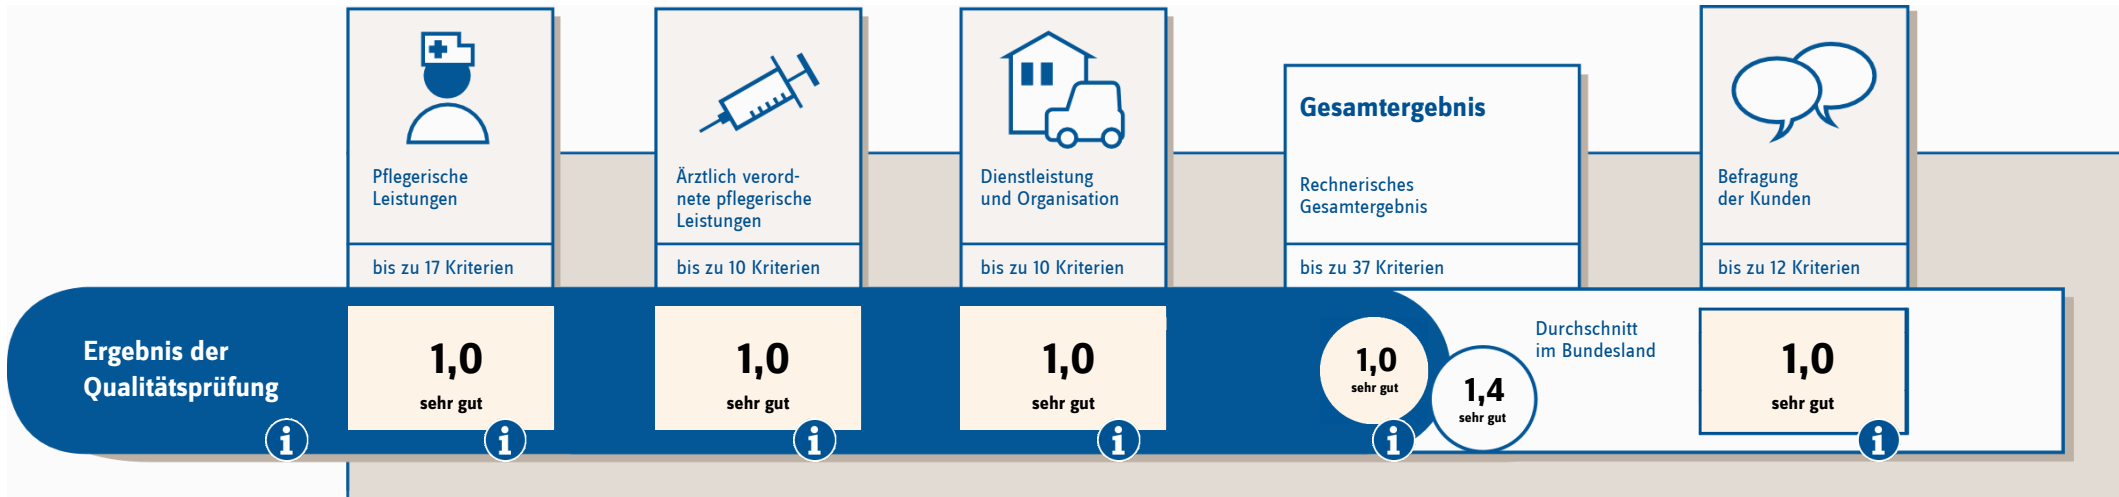 Pflegerische
Leistungen
bis zu 17 Kriterien
Ärztlich verord-
nete pflegerische
Leistungen
bis zu 10 Kriterien
Dienstleistung
und Organisation
bis zu 10 Kriterien
Gesamtergebnis
Rechnerisches
Gesamtergebnis
bis zu 37 Kriterien
Befragung
der Kunden
bis zu 12 Kriterien
Ergebnis der
Qualitätsprüfung
i
1,0
sehr gut
i
1,0
sehr gut
i
1,0
sehr gut
i
1,0
sehr gut
i
1,4
sehr gut
Durchschnitt
im Bundesland
1,0
sehr gut
i